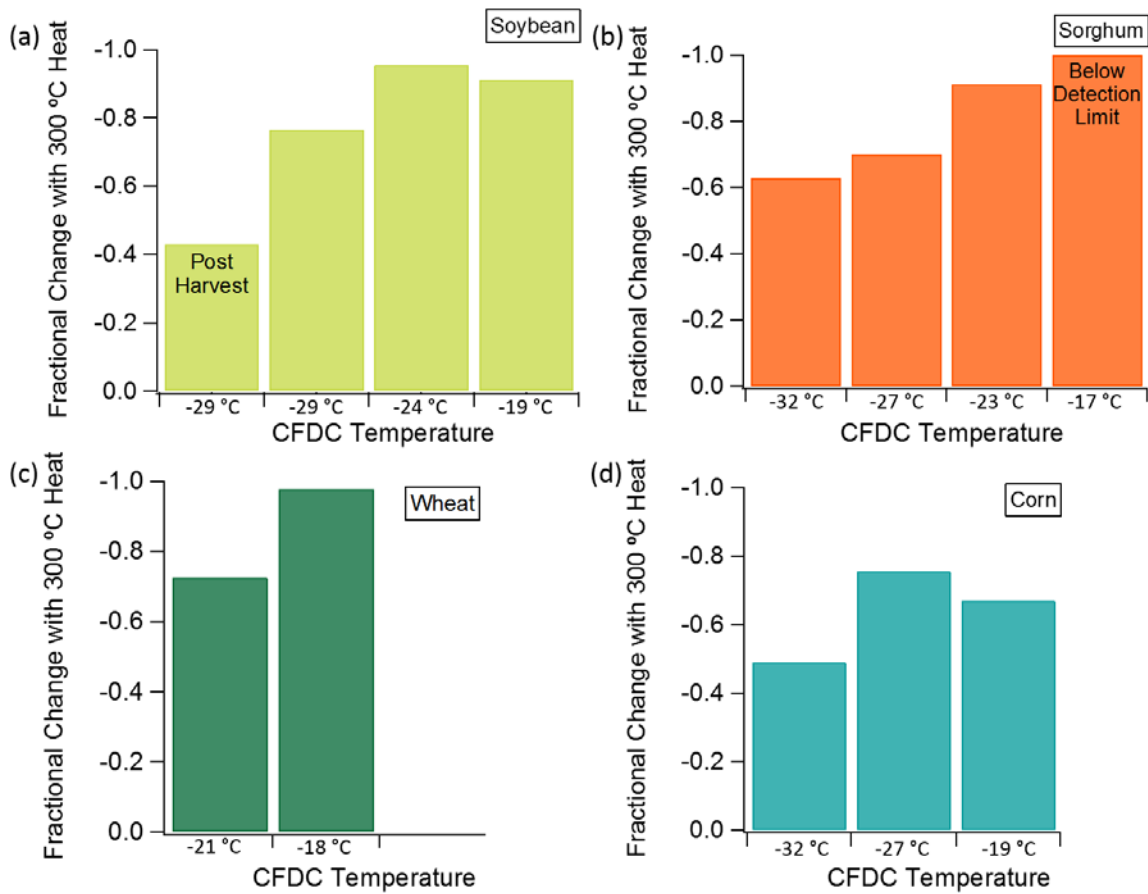 (a)
Soybean
Fractional Change with 300 ºC Heat
-1.0
-0.8
-0.6
-0.4
-0.2
0.0
Post
Harvest
-29 °C
-29 °C
-24 °C
-19 °C
CFDC Temperature
(b)
Sorghum
Fractional Change with 300 ºC Heat
-1.0
-0.8
-0.6
-0.4
-0.2
0.0
Below
Detection
Limit
-32 °C
-27 °C
-23 °C
-17 °C
CFDC Temperature
(c)
Wheat
Fractional Change with 300 ºC Heat
-1.0
-0.8
-0.6
-0.4
-0.2
0.0
-21 °C
-18 °C
CFDC Temperature
(d)
Corn
Fractional Change with 300 ºC Heat
-1.0
-0.8
-0.6
-0.4
-0.2
0.0
-32 °C
-27 °C
-19 °C
CFDC Temperature